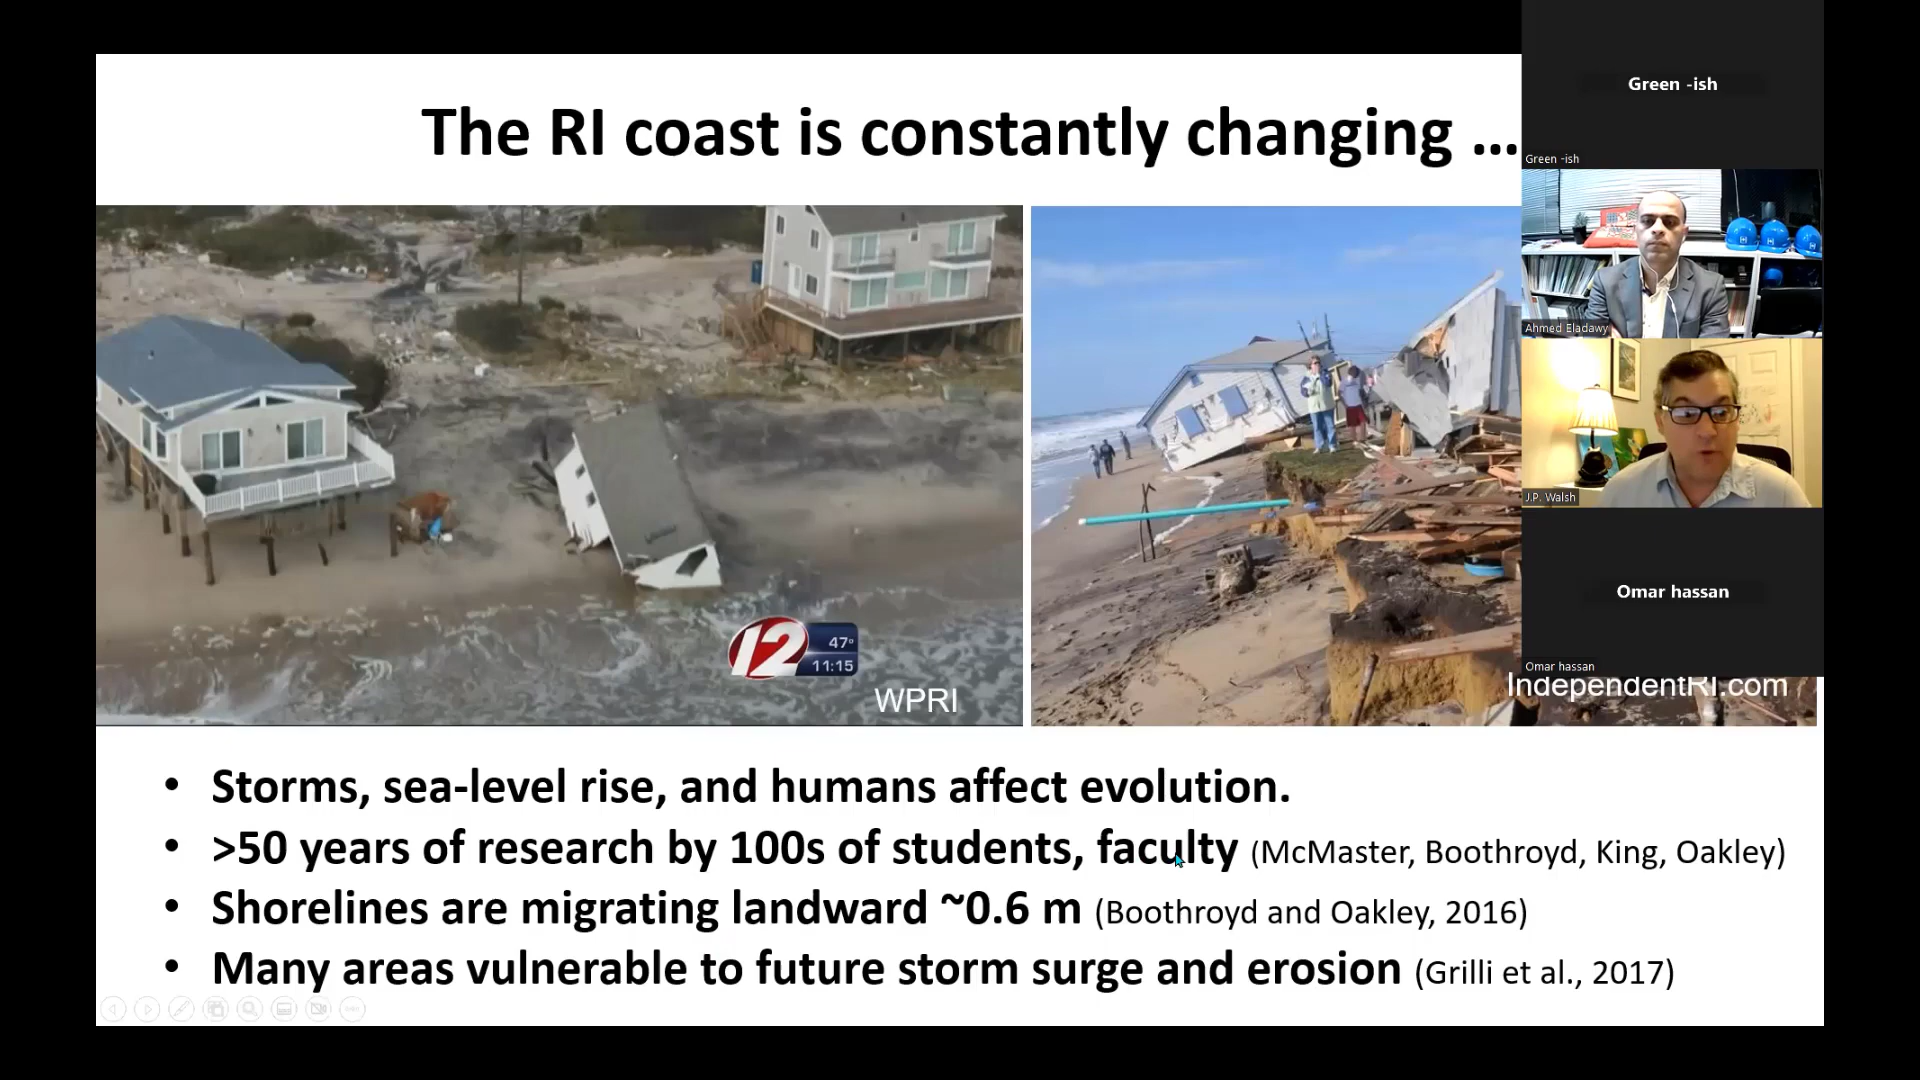 The RI coast is constantly changing ...
Green -ish
Green -ish
Ahmed Eladawy
J.P. Walsh
Omar hassan
Omar hassan
12
47°
11:15
WPRI
IndependentRI.com
• Storms, sea-level rise, and humans affect evolution.
• >50 years of research by 100s of students, faculty (McMaster, Boothroyd, King, Oakley)
• Shorelines are migrating landward ~0.6 m (Boothroyd and Oakley, 2016)
• Many areas vulnerable to future storm surge and erosion (Grilli et al., 2017)